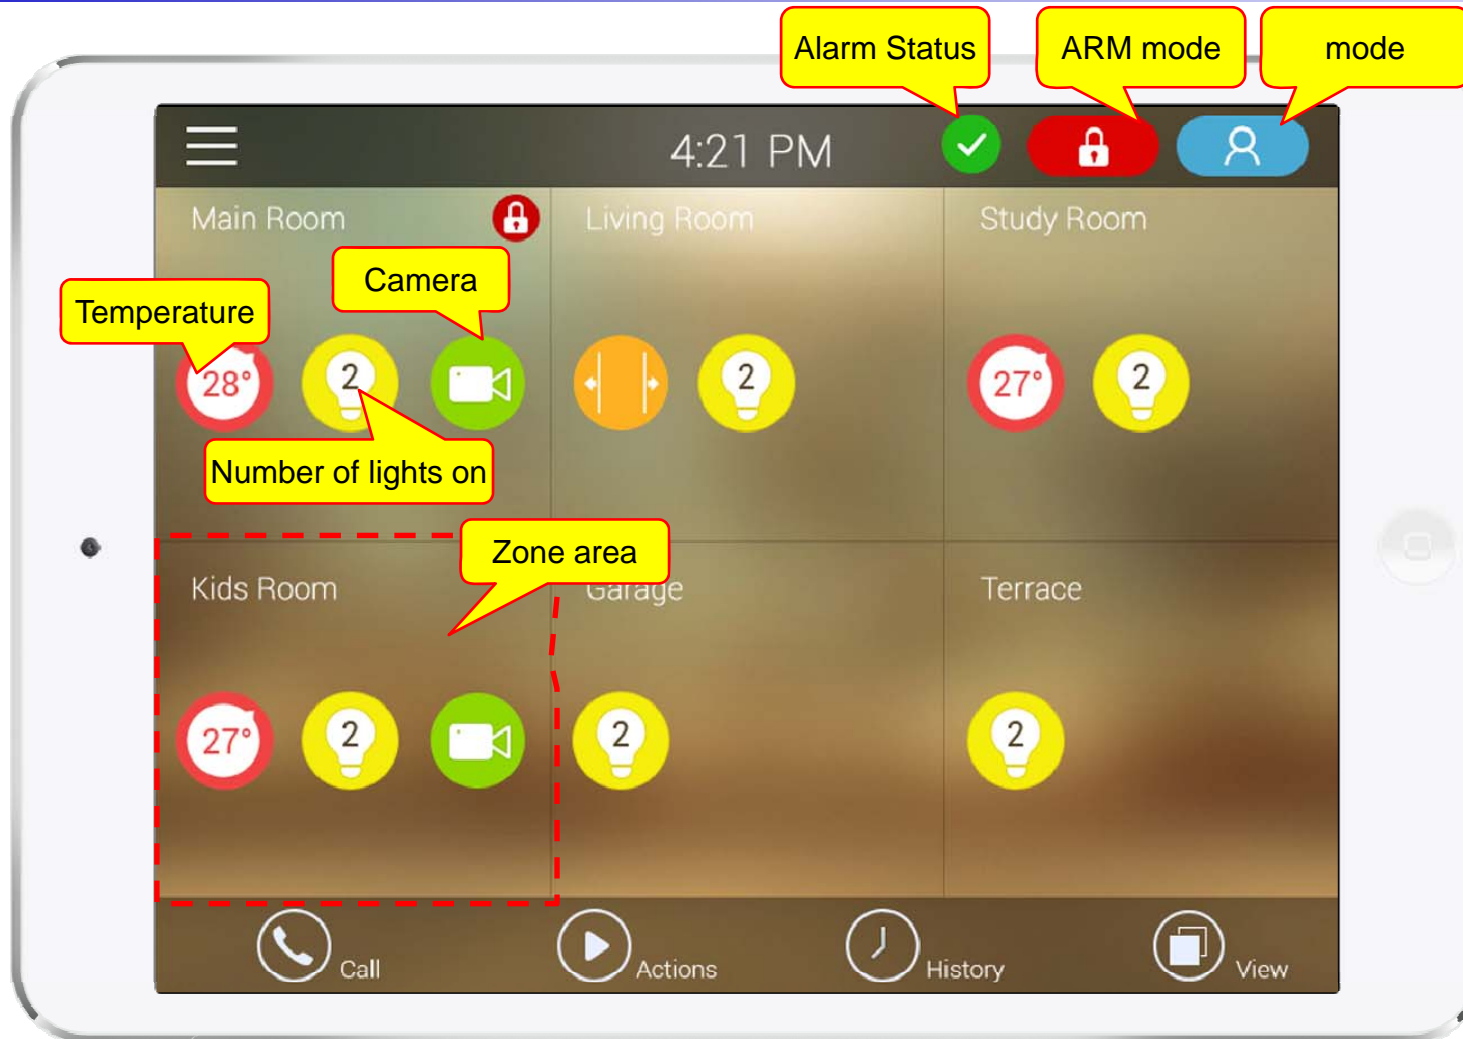 Alarm Status
ARM mode
mode
4:21 PM
Main Room
Living Room
Study Room
Camera
Temperature
28°
2
2
27°
2
Number of lights on
Zone area
Kids Room
Garage
Terrace
27°
2
2
2
Call
Actions
History
View